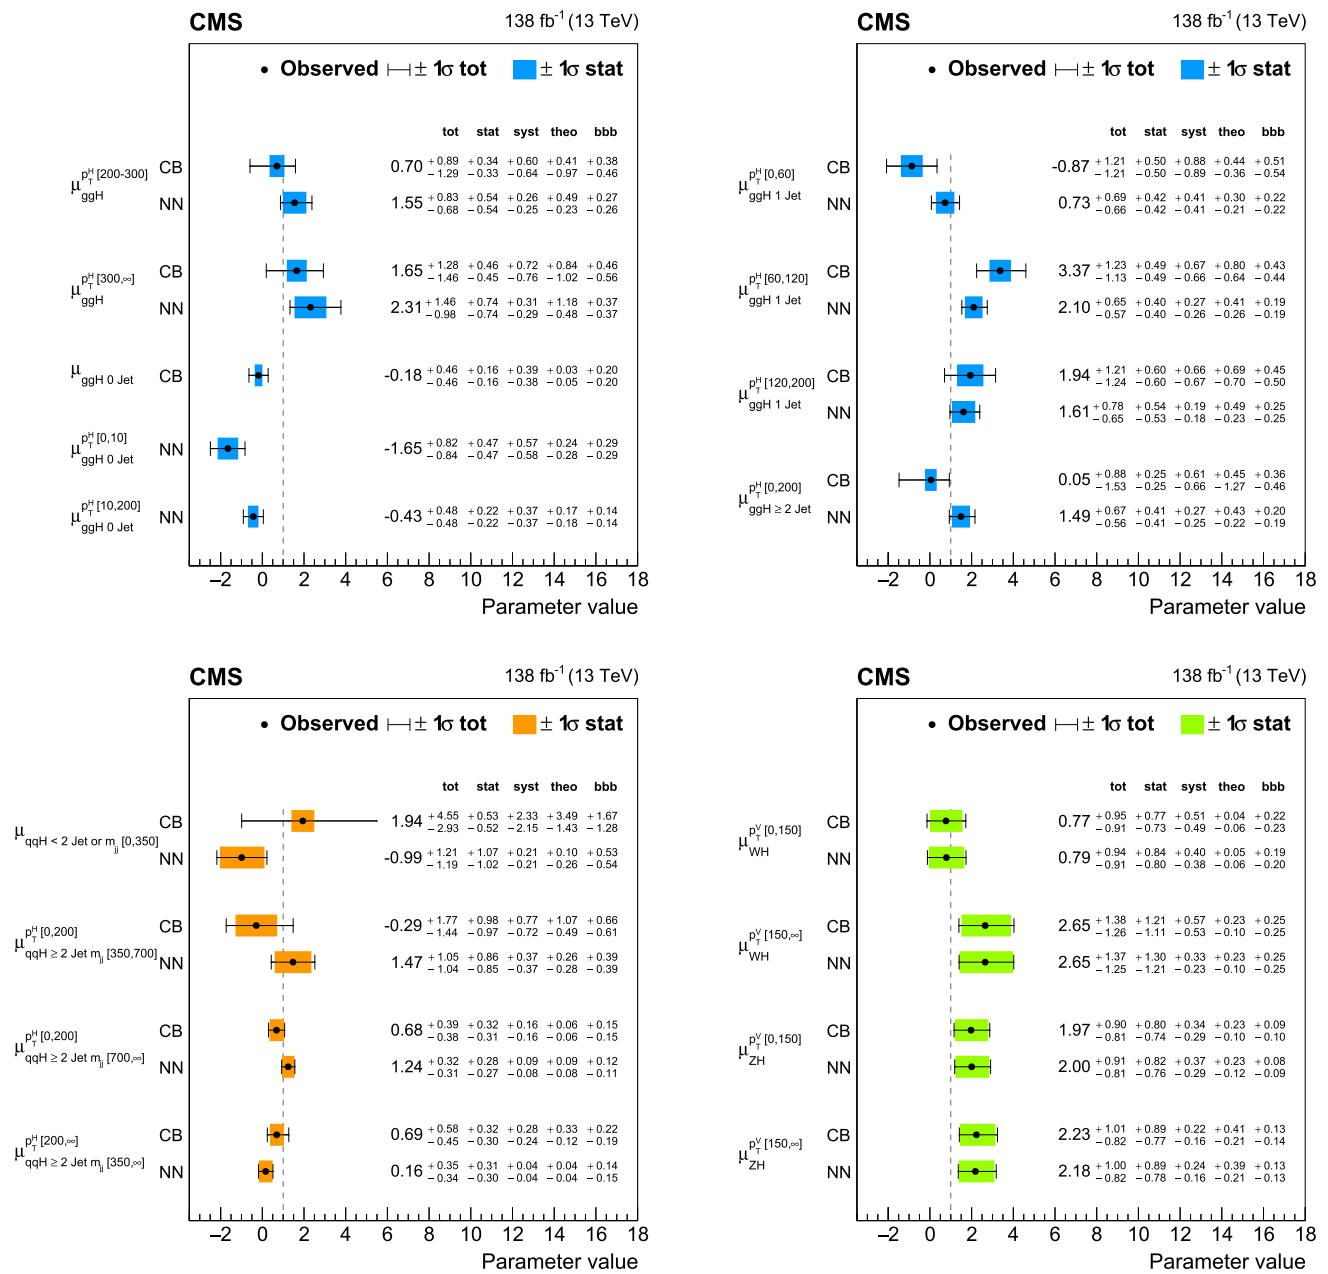 CMS 138 fb⁻¹ (13 TeV)
Observed ± 1σ tot ± 1σ stat
tot stat syst theo bbb
μ ggH p_T^H [200-300] CB 0.70 +0.89 −1.29 +0.34 −0.33 +0.60 −0.64 +0.41 −0.97 +0.38 −0.46
NN 1.55 +0.83 −0.68 +0.54 −0.54 +0.26 −0.25 +0.49 −0.23 +0.27 −0.26
μ ggH p_T^H [300,∞] CB 1.65 +1.28 −1.46 +0.46 −0.45 +0.72 −0.76 +0.84 −1.02 +0.46 −0.56
NN 2.31 +1.46 −0.98 +0.74 −0.74 +0.31 −0.29 +1.18 −0.48 +0.37 −0.37
μ ggH 0 Jet CB -0.18 +0.46 −0.46 +0.16 −0.16 +0.39 −0.38 +0.03 −0.05 +0.20 −0.20
μ ggH 0 Jet p_T^H [0,10] NN -1.65 +0.82 −0.84 +0.47 −0.47 +0.57 −0.58 +0.24 −0.28 +0.29 −0.29
μ ggH 0 Jet p_T^H [10,200] NN -0.43 +0.48 −0.48 +0.22 −0.22 +0.37 −0.37 +0.17 −0.18 +0.14 −0.14
−2 0 2 4 6 8 10 12 14 16 18
Parameter value
CMS 138 fb⁻¹ (13 TeV)
Observed ± 1σ tot ± 1σ stat
tot stat syst theo bbb
μ ggH 1 Jet p_T^H [0,60] CB -0.87 +1.21 −1.21 +0.50 −0.50 +0.88 −0.89 +0.44 −0.36 +0.51 −0.54
NN 0.73 +0.69 −0.66 +0.42 −0.42 +0.41 −0.41 +0.30 −0.21 +0.22 −0.22
μ ggH 1 Jet p_T^H [60,120] CB 3.37 +1.23 −1.13 +0.49 −0.49 +0.67 −0.66 +0.80 −0.64 +0.43 −0.44
NN 2.10 +0.65 −0.57 +0.40 −0.40 +0.27 −0.26 +0.41 −0.26 +0.19 −0.19
μ ggH 1 Jet p_T^H [120,200] CB 1.94 +1.21 −1.24 +0.60 −0.60 +0.66 −0.67 +0.69 −0.70 +0.45 −0.50
NN 1.61 +0.78 −0.65 +0.54 −0.53 +0.19 −0.18 +0.49 −0.23 +0.25 −0.25
μ ggH ≥ 2 Jet p_T^H [0,200] CB 0.05 +0.88 −1.53 +0.25 −0.25 +0.61 −0.66 +0.45 −1.27 +0.36 −0.46
NN 1.49 +0.67 −0.56 +0.41 −0.41 +0.27 −0.25 +0.43 −0.22 +0.20 −0.19
−2 0 2 4 6 8 10 12 14 16 18
Parameter value
CMS 138 fb⁻¹ (13 TeV)
Observed ± 1σ tot ± 1σ stat
tot stat syst theo bbb
μ qqH < 2 Jet or m_jj [0,350] CB 1.94 +4.55 −2.93 +0.53 −0.52 +2.33 −2.15 +3.49 −1.43 +1.67 −1.28
NN -0.99 +1.21 −1.19 +1.07 −1.02 +0.21 −0.21 +0.10 −0.26 +0.53 −0.54
μ qqH ≥ 2 Jet m_jj [350,700] p_T^H [0,200] CB -0.29 +1.77 −1.44 +0.98 −0.97 +0.77 −0.72 +1.07 −0.49 +0.66 −0.61
NN 1.47 +1.05 −1.04 +0.86 −0.85 +0.37 −0.37 +0.26 −0.28 +0.39 −0.39
μ qqH ≥ 2 Jet m_jj [700,∞] p_T^H [0,200] CB 0.68 +0.39 −0.38 +0.32 −0.31 +0.16 −0.16 +0.06 −0.06 +0.15 −0.15
NN 1.24 +0.32 −0.31 +0.28 −0.27 +0.09 −0.08 +0.09 −0.08 +0.12 −0.11
μ qqH ≥ 2 Jet m_jj [350,∞] p_T^H [200,∞] CB 0.69 +0.58 −0.45 +0.32 −0.30 +0.28 −0.24 +0.33 −0.12 +0.22 −0.19
NN 0.16 +0.35 −0.34 +0.31 −0.30 +0.04 −0.04 +0.04 −0.04 +0.14 −0.15
−2 0 2 4 6 8 10 12 14 16 18
Parameter value
CMS 138 fb⁻¹ (13 TeV)
Observed ± 1σ tot ± 1σ stat
tot stat syst theo bbb
μ WH p_T^V [0,150] CB 0.77 +0.95 −0.91 +0.77 −0.73 +0.51 −0.49 +0.04 −0.06 +0.22 −0.23
NN 0.79 +0.94 −0.91 +0.84 −0.80 +0.40 −0.38 +0.05 −0.06 +0.19 −0.20
μ WH p_T^V [150,∞] CB 2.65 +1.38 −1.26 +1.21 −1.11 +0.57 −0.53 +0.23 −0.10 +0.25 −0.25
NN 2.65 +1.37 −1.25 +1.30 −1.21 +0.33 −0.23 +0.23 −0.10 +0.25 −0.25
μ ZH p_T^V [0,150] CB 1.97 +0.90 −0.81 +0.80 −0.74 +0.34 −0.29 +0.23 −0.10 +0.09 −0.10
NN 2.00 +0.91 −0.81 +0.82 −0.76 +0.37 −0.29 +0.23 −0.12 +0.08 −0.09
μ ZH p_T^V [150,∞] CB 2.23 +1.01 −0.82 +0.89 −0.77 +0.22 −0.16 +0.41 −0.21 +0.13 −0.14
NN 2.18 +1.00 −0.82 +0.89 −0.78 +0.24 −0.16 +0.39 −0.21 +0.13 −0.13
−2 0 2 4 6 8 10 12 14 16 18
Parameter value